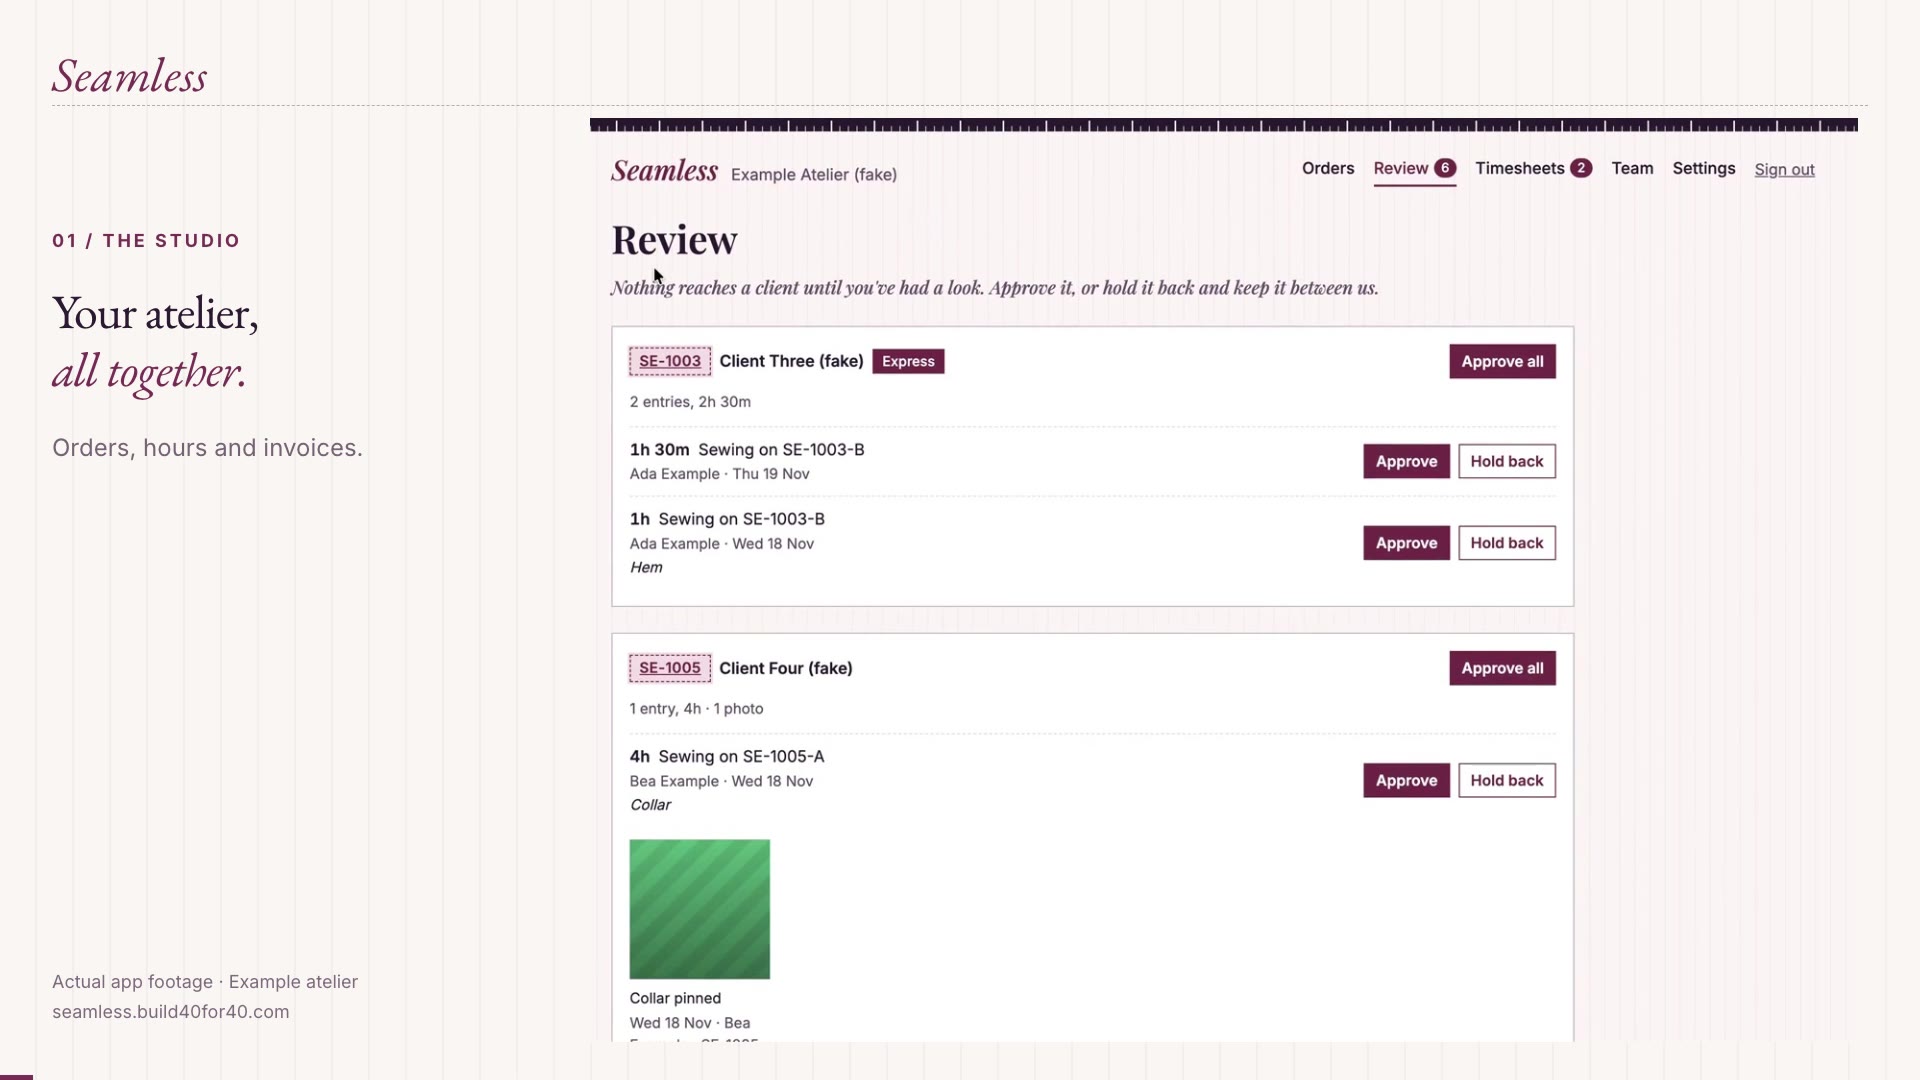 Seamless
01 / THE STUDIO
Your atelier,
all together.
Orders, hours and invoices.
Actual app footage · Example atelier
seamless.build40for40.com
Seamless Example Atelier (fake)
Orders Review 6 Timesheets 2 Team Settings Sign out
Review
Nothing reaches a client until you've had a look. Approve it, or hold it back and keep it between us.
SE-1003 Client Three (fake) Express Approve all
2 entries, 2h 30m
1h 30m Sewing on SE-1003-B
Ada Example · Thu 19 Nov
Approve Hold back
1h Sewing on SE-1003-B
Ada Example · Wed 18 Nov
Hem
Approve Hold back
SE-1005 Client Four (fake) Approve all
1 entry, 4h · 1 photo
4h Sewing on SE-1005-A
Bea Example · Wed 18 Nov
Collar
Approve Hold back
Collar pinned
Wed 18 Nov · Bea